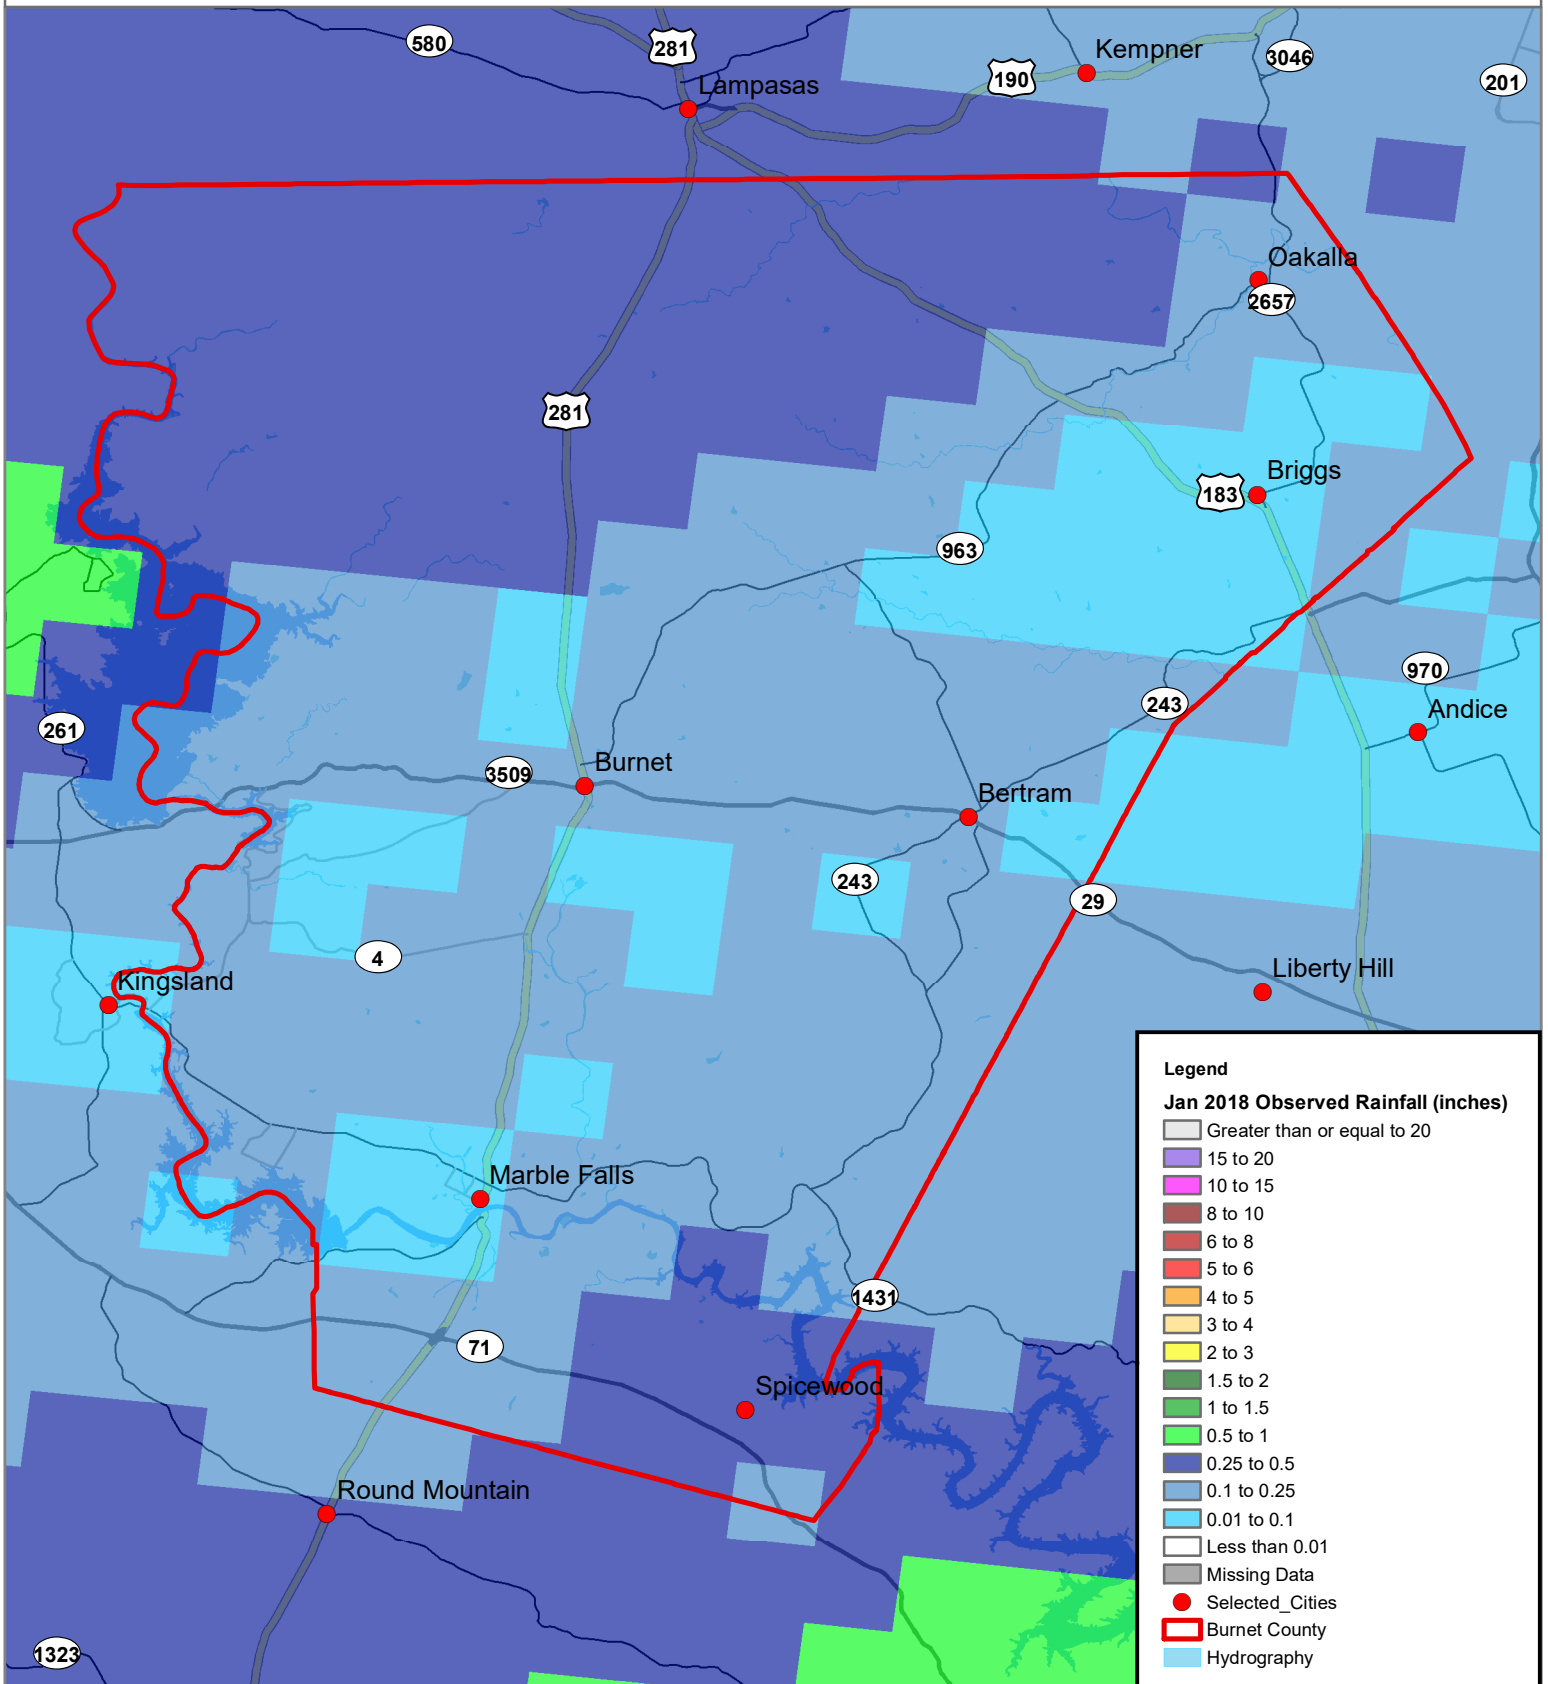 580
281
Lampasas
190
Kempner
3046
201
Oakalla
2657
281
Briggs
183
963
970
243
Andice
261
Burnet
3509
Bertram
243
29
4
Kingsland
Liberty Hill
Marble Falls
1431
71
Spicewood
Round Mountain
1323
Legend
Jan 2018 Observed Rainfall (inches)
Greater than or equal to 20
15 to 20
10 to 15
8 to 10
6 to 8
5 to 6
4 to 5
3 to 4
2 to 3
1.5 to 2
1 to 1.5
0.5 to 1
0.25 to 0.5
0.1 to 0.25
0.01 to 0.1
Less than 0.01
Missing Data
Selected_Cities
Burnet County
Hydrography